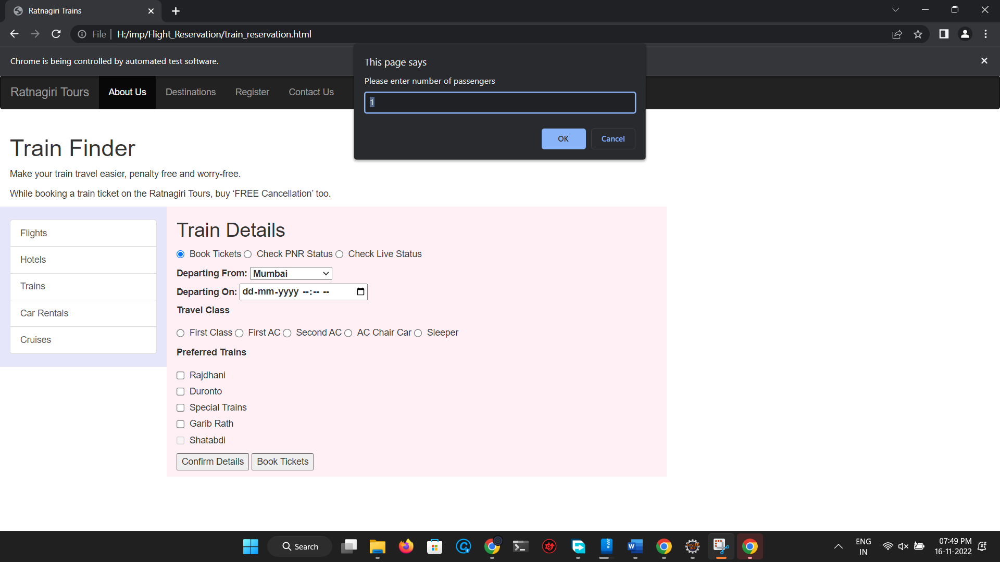 Ratnagiri Trains
File
H:/imp/Flight_Reservation/train_reservation.html
Chrome is being controlled by automated test software.
This page says
Please enter number of passengers
1
OK Cancel
Ratnagiri Tours About Us Destinations Register Contact Us
Train Finder
Make your train travel easier, penalty free and worry-free.
While booking a train ticket on the Ratnagiri Tours, buy ‘FREE Cancellation’ too.
Flights
Hotels
Trains
Car Rentals
Cruises
Train Details
Book Tickets Check PNR Status Check Live Status
Departing From: Mumbai
Departing On: dd-mm-yyyy --:-- --
Travel Class
First Class First AC Second AC AC Chair Car Sleeper
Preferred Trains
Rajdhani
Duronto
Special Trains
Garib Rath
Shatabdi
Confirm Details Book Tickets
Search
ENG
IN
07:49 PM
16-11-2022